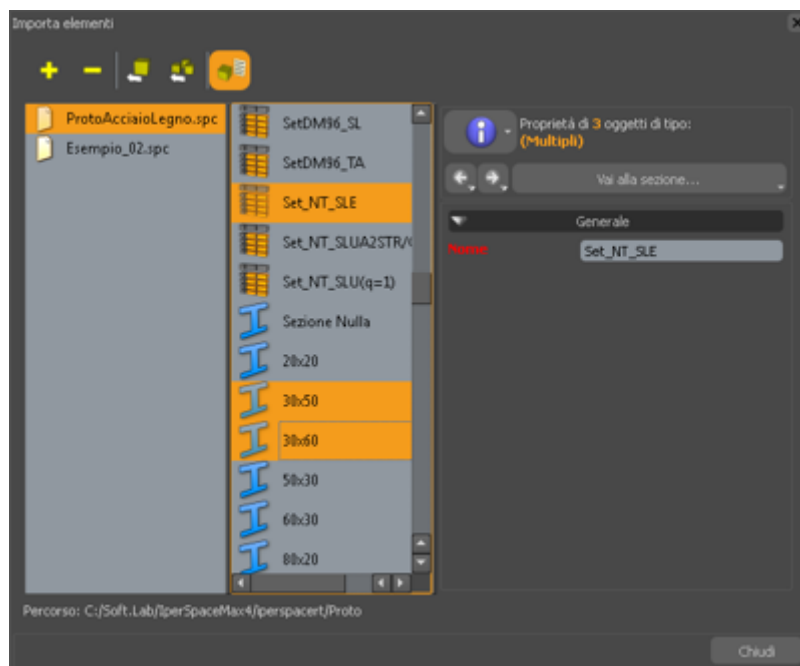 Importa elementi
ProtoAcciaioLegno.spc
Esempio_02.spc
SetDM96_SL
SetDM96_TA
Set_NT_SLE
Set_NT_SLUA2STR/
Set_NT_SLU(q=1)
Sezione Nulla
20x20
30x50
30x60
50x30
60x30
80x20
Proprietà di 3 oggetti di tipo:
(Multipli)
Vai alla sezione...
Generale
Nome Set_NT_SLE
Percorso: C:/Soft.Lab/IperSpaceMax4/iperspacert/Proto
Chiudi